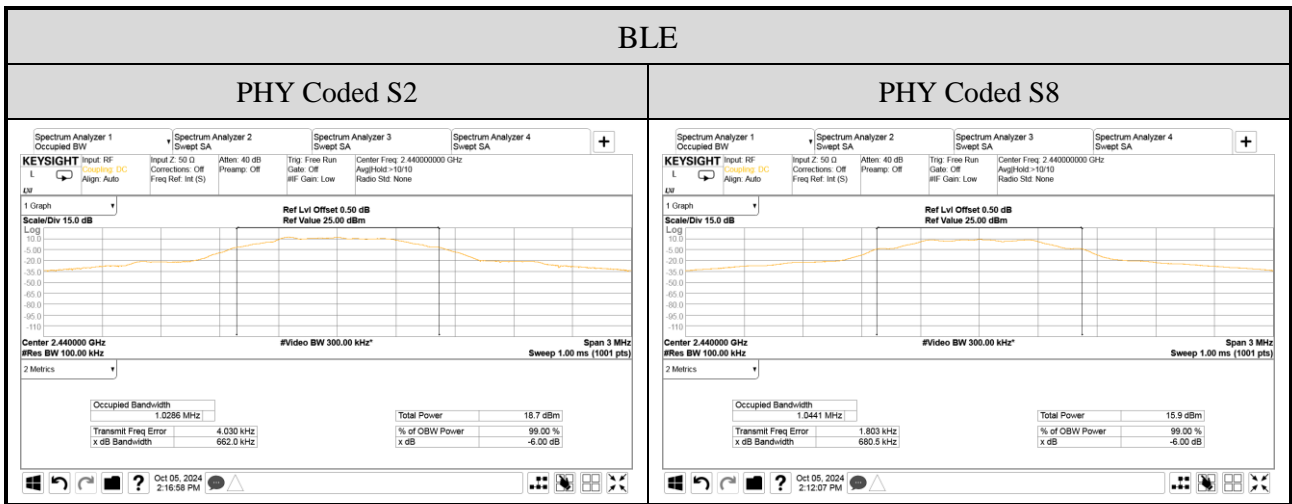 BLE
PHY Coded S2
PHY Coded S8
Spectrum Analyzer 1
Occupied BW
Spectrum Analyzer 2
Swept SA
Spectrum Analyzer 3
Swept SA
Spectrum Analyzer 4
Swept SA
+
KEYSIGHT
L
LXI
Input: RF
Coupling: DC
Align: Auto
Input Z: 50 Ω
Corrections: Off
Freq Ref: Int (S)
Atten: 40 dB
Preamp: Off
Trig: Free Run
Gate: Off
#IF Gain: Low
Center Freq: 2.440000000 GHz
Avg|Hold:>10/10
Radio Std: None
1 Graph
Scale/Div 15.0 dB
Ref Lvl Offset 0.50 dB
Ref Value 25.00 dBm
Log
10.0
-5.00
-20.0
-35.0
-50.0
-65.0
-80.0
-95.0
-110
Center 2.440000 GHz
#Res BW 100.00 kHz
#Video BW 300.00 kHz*
Span 3 MHz
Sweep 1.00 ms (1001 pts)
2 Metrics
Occupied Bandwidth
1.0286 MHz
Transmit Freq Error 4.030 kHz
x dB Bandwidth 662.0 kHz
Total Power 18.7 dBm
% of OBW Power 99.00 %
x dB -6.00 dB
?
Oct 05, 2024
2:16:58 PM
Spectrum Analyzer 1
Occupied BW
Spectrum Analyzer 2
Swept SA
Spectrum Analyzer 3
Swept SA
Spectrum Analyzer 4
Swept SA
+
KEYSIGHT
L
LXI
Input: RF
Coupling: DC
Align: Auto
Input Z: 50 Ω
Corrections: Off
Freq Ref: Int (S)
Atten: 40 dB
Preamp: Off
Trig: Free Run
Gate: Off
#IF Gain: Low
Center Freq: 2.440000000 GHz
Avg|Hold:>10/10
Radio Std: None
1 Graph
Scale/Div 15.0 dB
Ref Lvl Offset 0.50 dB
Ref Value 25.00 dBm
Log
10.0
-5.00
-20.0
-35.0
-50.0
-65.0
-80.0
-95.0
-110
Center 2.440000 GHz
#Res BW 100.00 kHz
#Video BW 300.00 kHz*
Span 3 MHz
Sweep 1.00 ms (1001 pts)
2 Metrics
Occupied Bandwidth
1.0441 MHz
Transmit Freq Error 1.803 kHz
x dB Bandwidth 680.5 kHz
Total Power 15.9 dBm
% of OBW Power 99.00 %
x dB -6.00 dB
?
Oct 05, 2024
2:12:07 PM